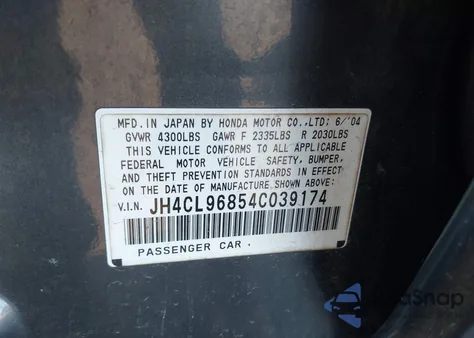 MFD. IN JAPAN BY HONDA MOTOR CO.,LTD; 6/'04
GVWR 4300LBS GAWR F 2335LBS R 2030LBS
THIS VEHICLE CONFORMS TO ALL APPLICABLE
FEDERAL MOTOR VEHICLE SAFETY, BUMPER,
AND THEFT PREVENTION STANDARDS IN EFFECT
ON THE DATE OF MANUFACTURE SHOWN ABOVE:
V.I.N. JH4CL96854C039174
PASSENGER CAR.